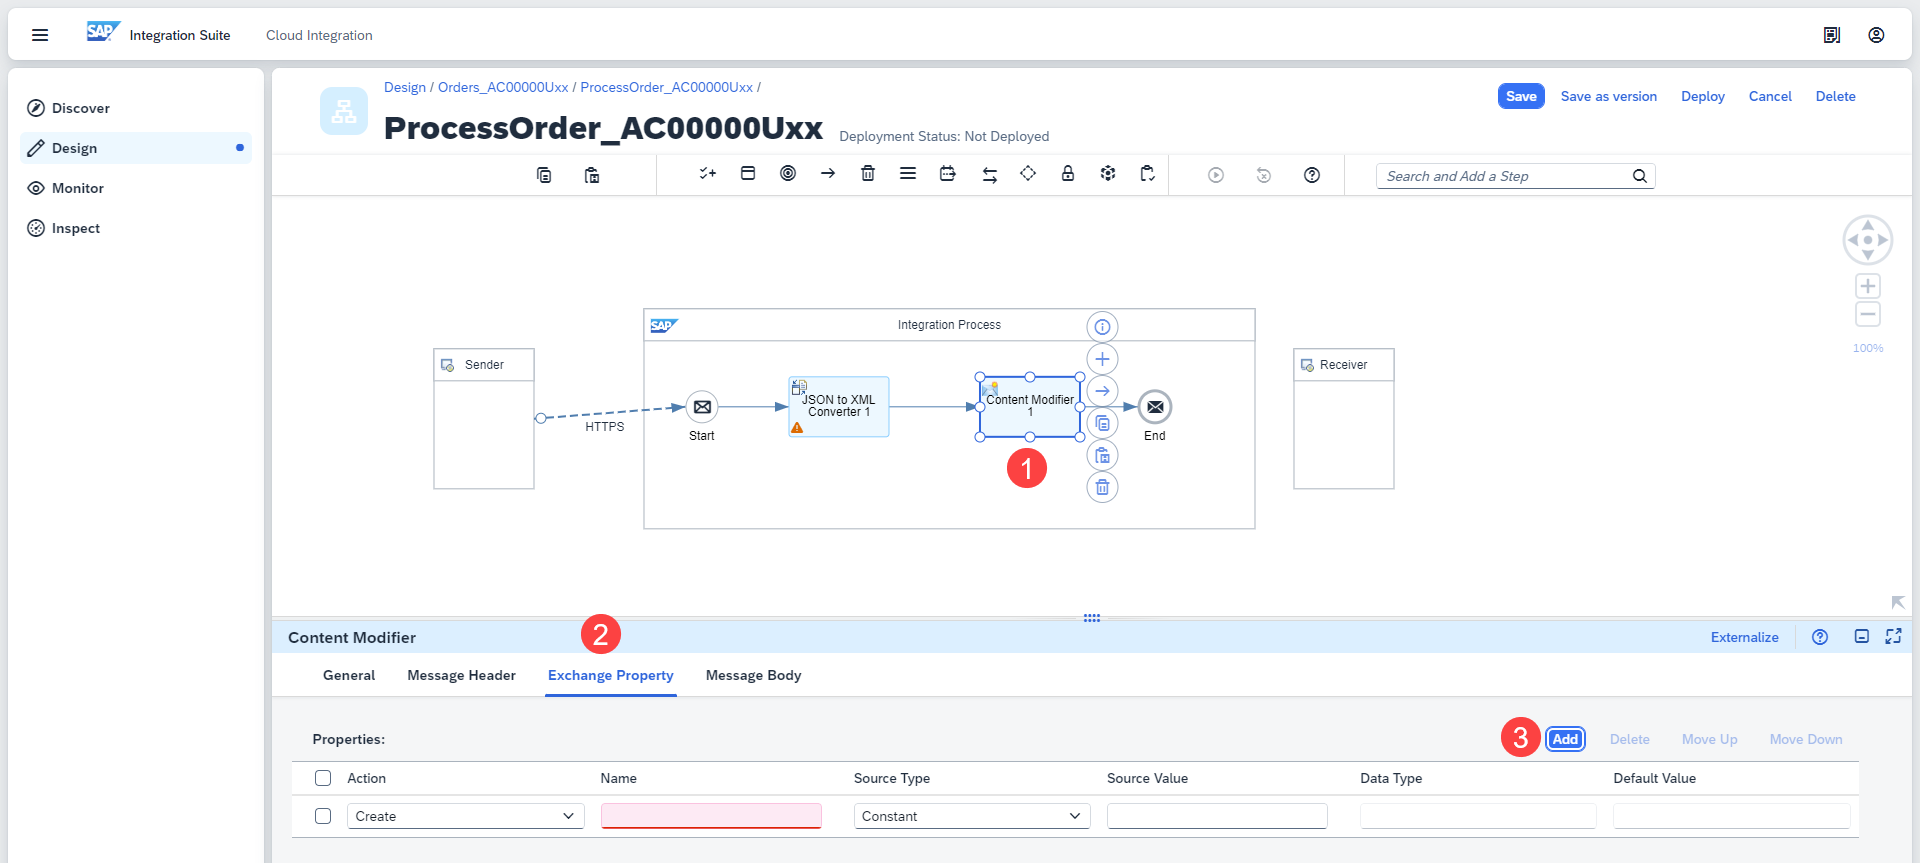 SAP Integration Suite Cloud Integration
Discover
Design
Monitor
Inspect
Design / Orders_AC00000Uxx / ProcessOrder_AC00000Uxx /
ProcessOrder_AC00000Uxx Deployment Status: Not Deployed
Save Save as version Deploy Cancel Delete
Search and Add a Step
100%
SAP Integration Process
Sender
HTTPS
Start
JSON to XML
Converter 1
Content Modifier
1
End
Receiver
1
Content Modifier
2
Externalize
General Message Header Exchange Property Message Body
Properties:
3 Add Delete Move Up Move Down
Action Name Source Type Source Value Data Type Default Value
Create Constant